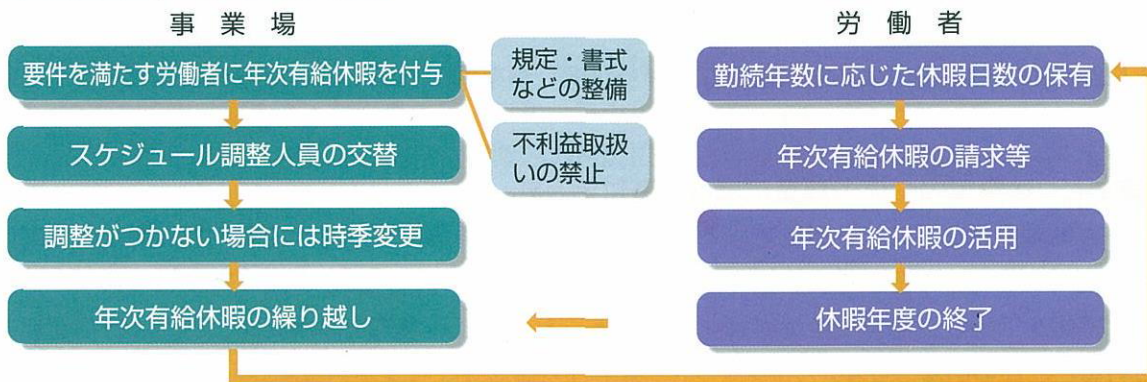 事業場
要件を満たす労働者に年次有給休暇を付与
規定・書式
などの整備
不利益取扱
いの禁止
スケジュール調整人員の交替
調整がつかない場合には時季変更
年次有給休暇の繰り越し
労働者
勤続年数に応じた休暇日数の保有
年次有給休暇の請求等
年次有給休暇の活用
休暇年度の終了